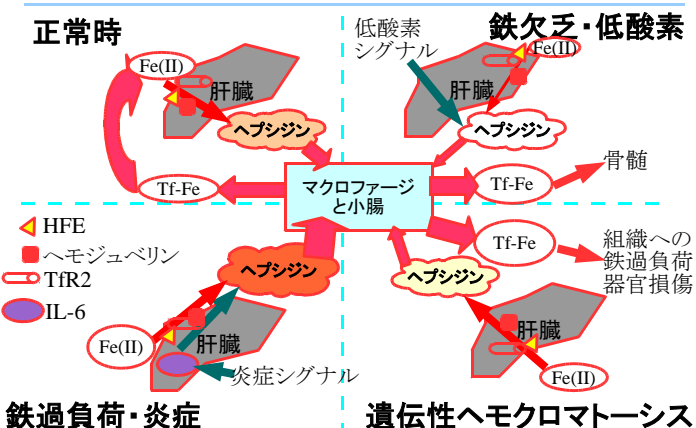 正常時
Fe(II)
肝臓
ヘプシジン
Tf-Fe
低酸素
シグナル
鉄欠乏・低酸素
Fe(II)
肝臓
ヘプシジン
Tf-Fe
骨髄
マクロファージ
と小腸
HFE
ヘモジュベリン
TfR2
IL-6
ヘプシジン
Fe(II)
肝臓
炎症シグナル
鉄過負荷・炎症
Tf-Fe
組織への
鉄過負荷
器官損傷
ヘプシジン
肝臓
Fe(II)
遺伝性ヘモクロマトーシス